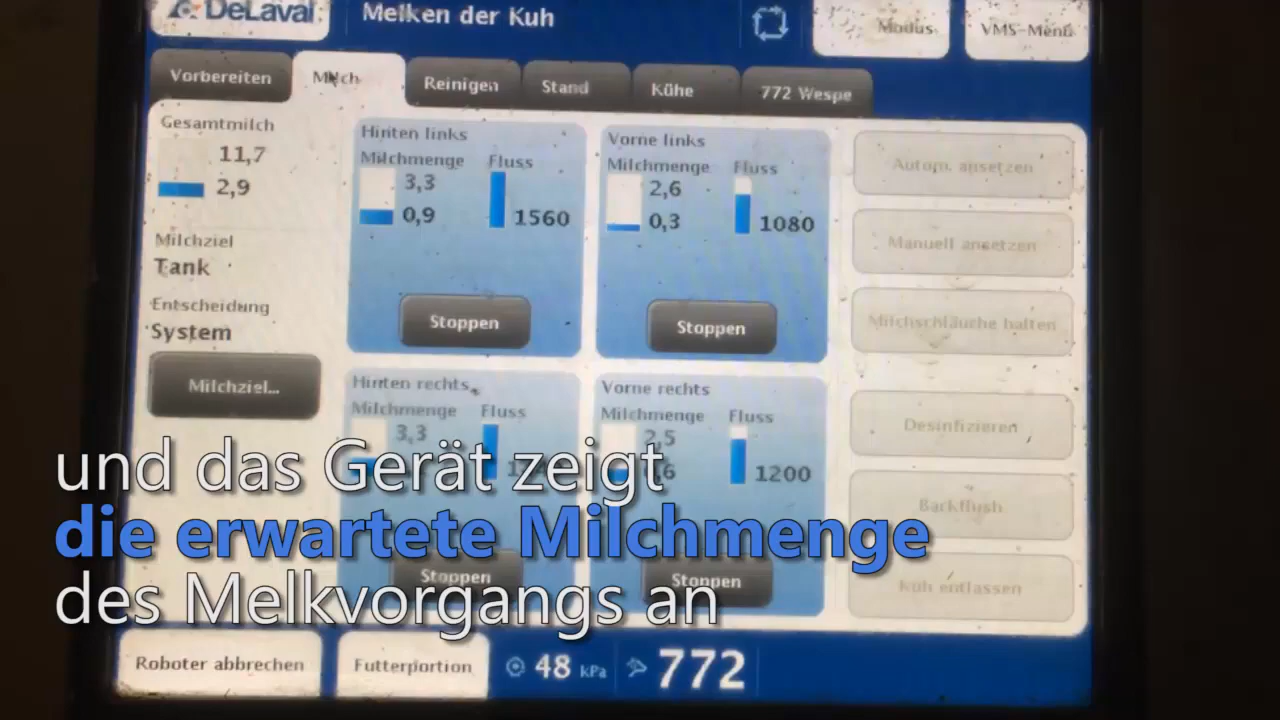 DeLaval
Melken der Kuh
Modus
VMS-Menü
Vorbereiten
Milch
Reinigen
Stand
Kühe
772 Wespe
Gesamtmilch
11,7
2,9
Milchziel
Tank
Entscheidung
System
Milchziel...
Hinten links
Milchmenge Fluss
3,3
0,9
1560
Stoppen
Vorne links
Milchmenge Fluss
2,6
0,3
1080
Stoppen
Hinten rechts
Milchmenge Fluss
3,3
Stoppen
Vorne rechts
Milchmenge Fluss
2,5
1200
Stoppen
Autom. ansetzen
Manuell ansetzen
Milchschläuche halten
Desinfizieren
Backflush
Kuh entlassen
und das Gerät zeigt
die erwartete Milchmenge
des Melkvorgangs an
Roboter abbrechen
Futterportion
48 kPa
772